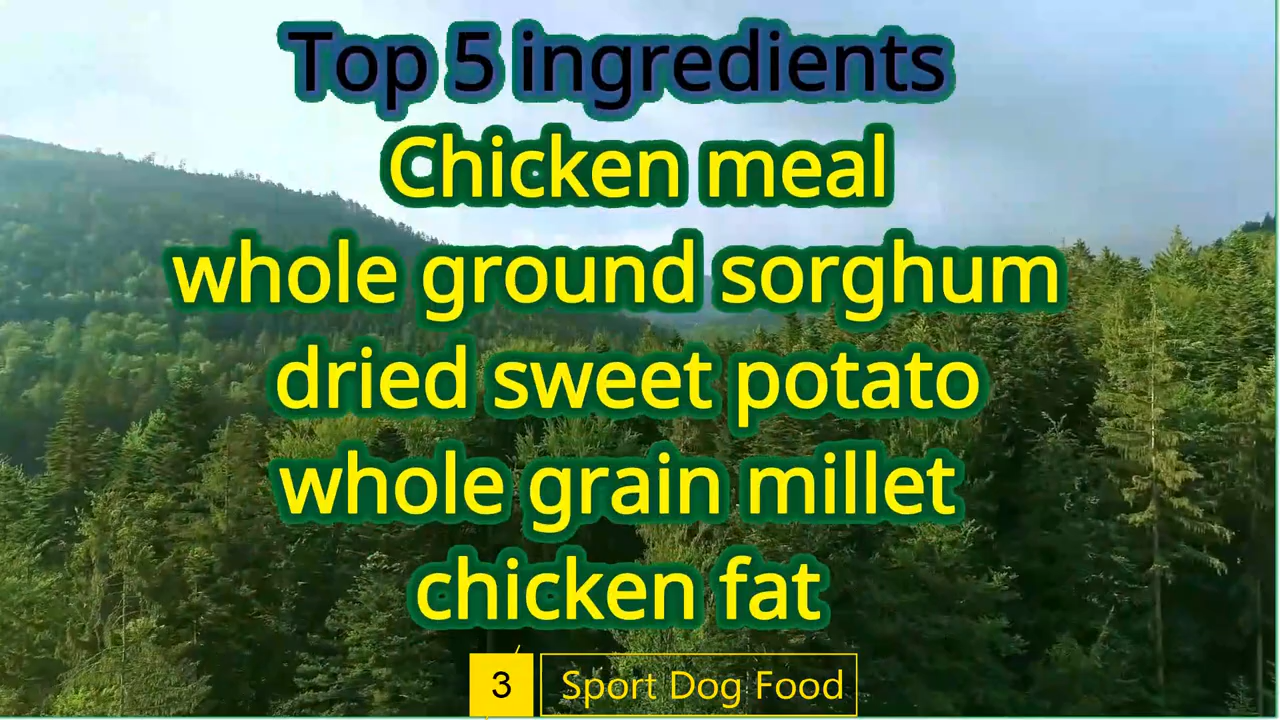 Top 5 ingredients
Chicken meal
whole ground sorghum
dried sweet potato
whole grain millet
chicken fat
3 Sport Dog Food